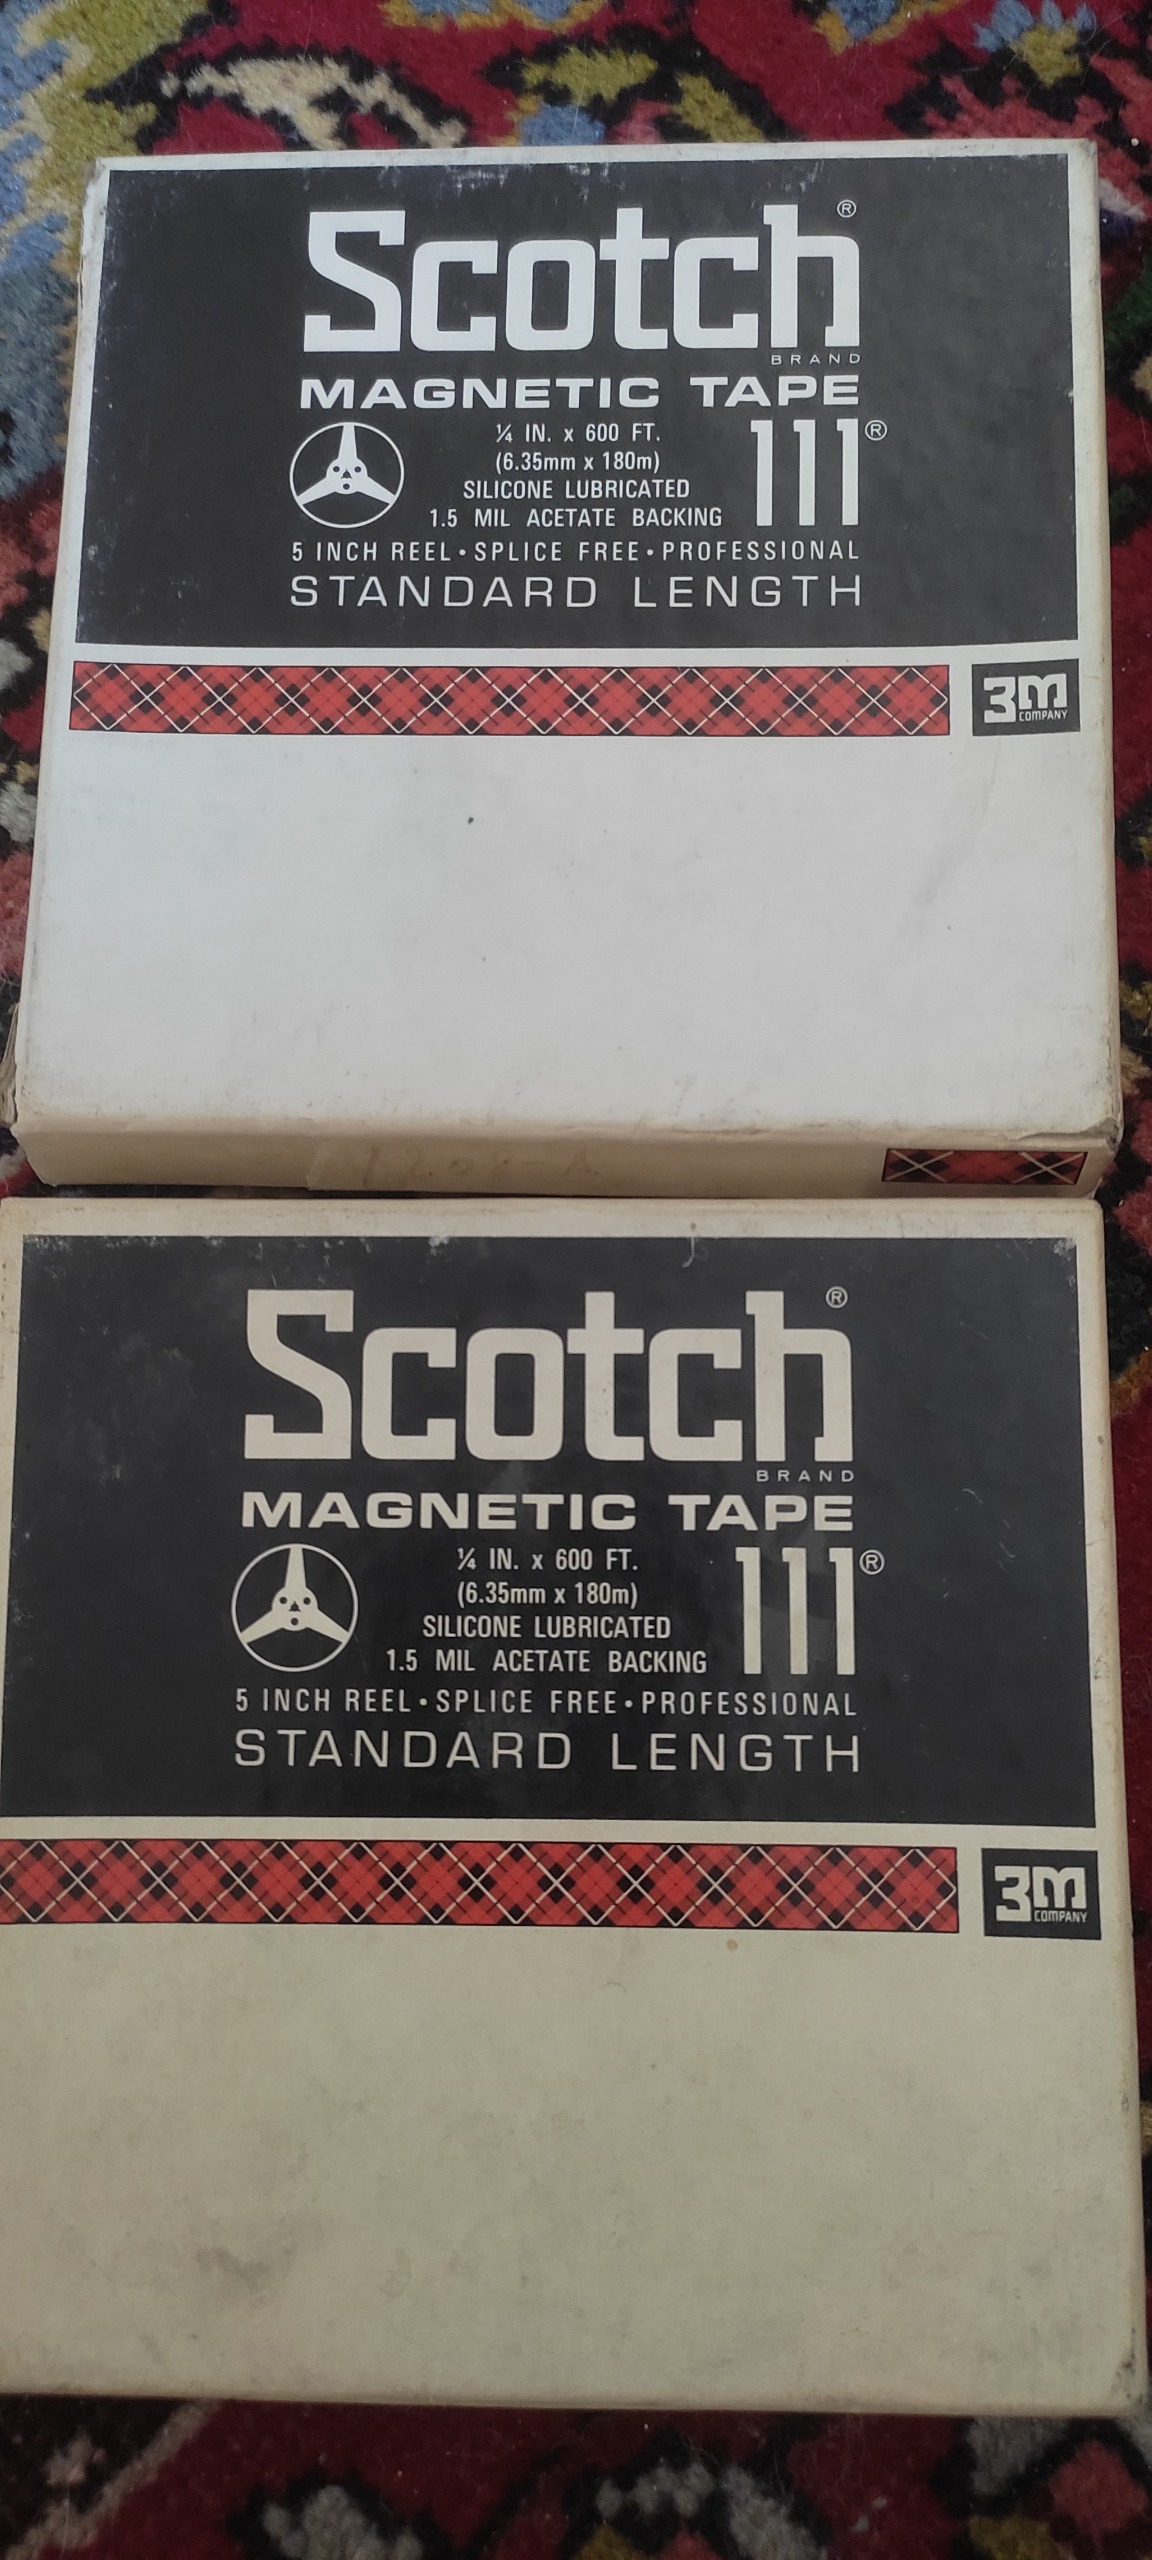 Scotch®
BRAND
MAGNETIC TAPE
¼ IN. x 600 FT.
(6.35mm x 180m)
SILICONE LUBRICATED
1.5 MIL ACETATE BACKING
111®
5 INCH REEL • SPLICE FREE • PROFESSIONAL
STANDARD LENGTH
3M
COMPANY
Scotch®
BRAND
MAGNETIC TAPE
¼ IN. x 600 FT.
(6.35mm x 180m)
SILICONE LUBRICATED
1.5 MIL ACETATE BACKING
111®
5 INCH REEL • SPLICE FREE • PROFESSIONAL
STANDARD LENGTH
3M
COMPANY